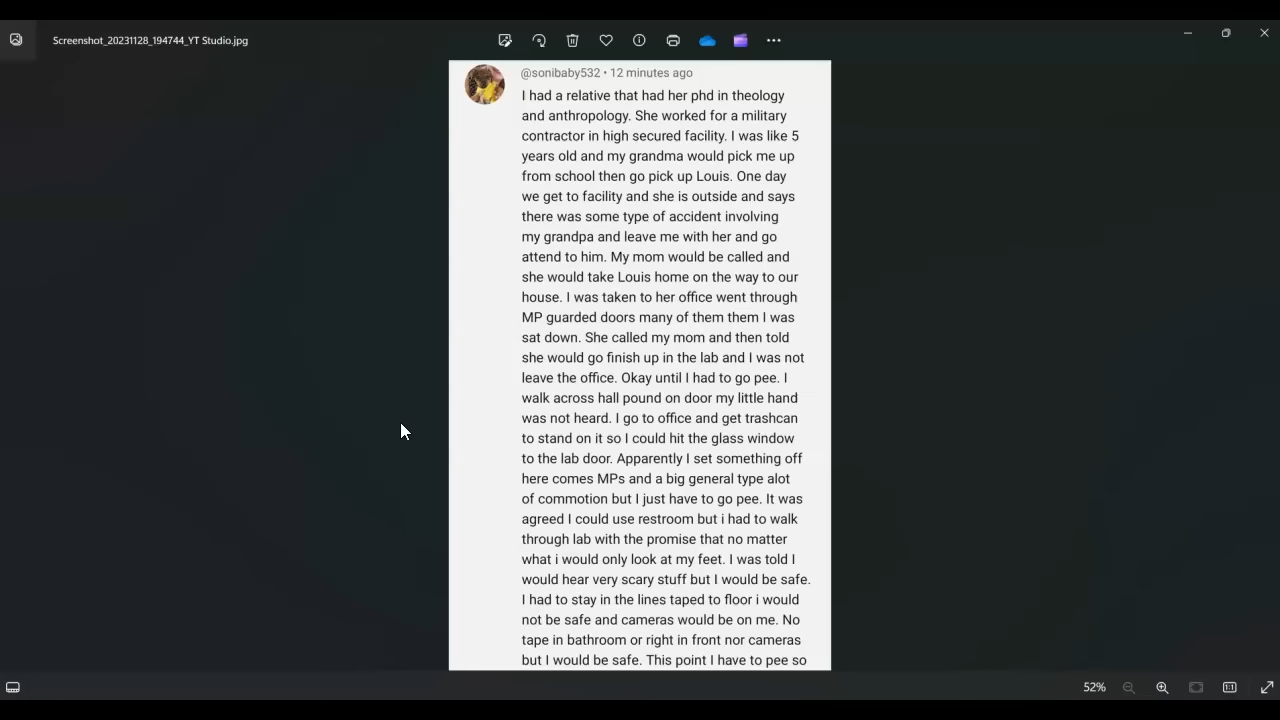 Screenshot_20231128_194744_YT Studio.jpg
@sonibaby532 • 12 minutes ago
I had a relative that had her phd in theology
and anthropology. She worked for a military
contractor in high secured facility. I was like 5
years old and my grandma would pick me up
from school then go pick up Louis. One day
we get to facility and she is outside and says
there was some type of accident involving
my grandpa and leave me with her and go
attend to him. My mom would be called and
she would take Louis home on the way to our
house. I was taken to her office went through
MP guarded doors many of them them I was
sat down. She called my mom and then told
she would go finish up in the lab and I was not
leave the office. Okay until I had to go pee. I
walk across hall pound on door my little hand
was not heard. I go to office and get trashcan
to stand on it so I could hit the glass window
to the lab door. Apparently I set something off
here comes MPs and a big general type alot
of commotion but I just have to go pee. It was
agreed I could use restroom but i had to walk
through lab with the promise that no matter
what i would only look at my feet. I was told I
would hear very scary stuff but I would be safe.
I had to stay in the lines taped to floor i would
not be safe and cameras would be on me. No
tape in bathroom or right in front nor cameras
but I would be safe. This point I have to pee so
52%
1:1